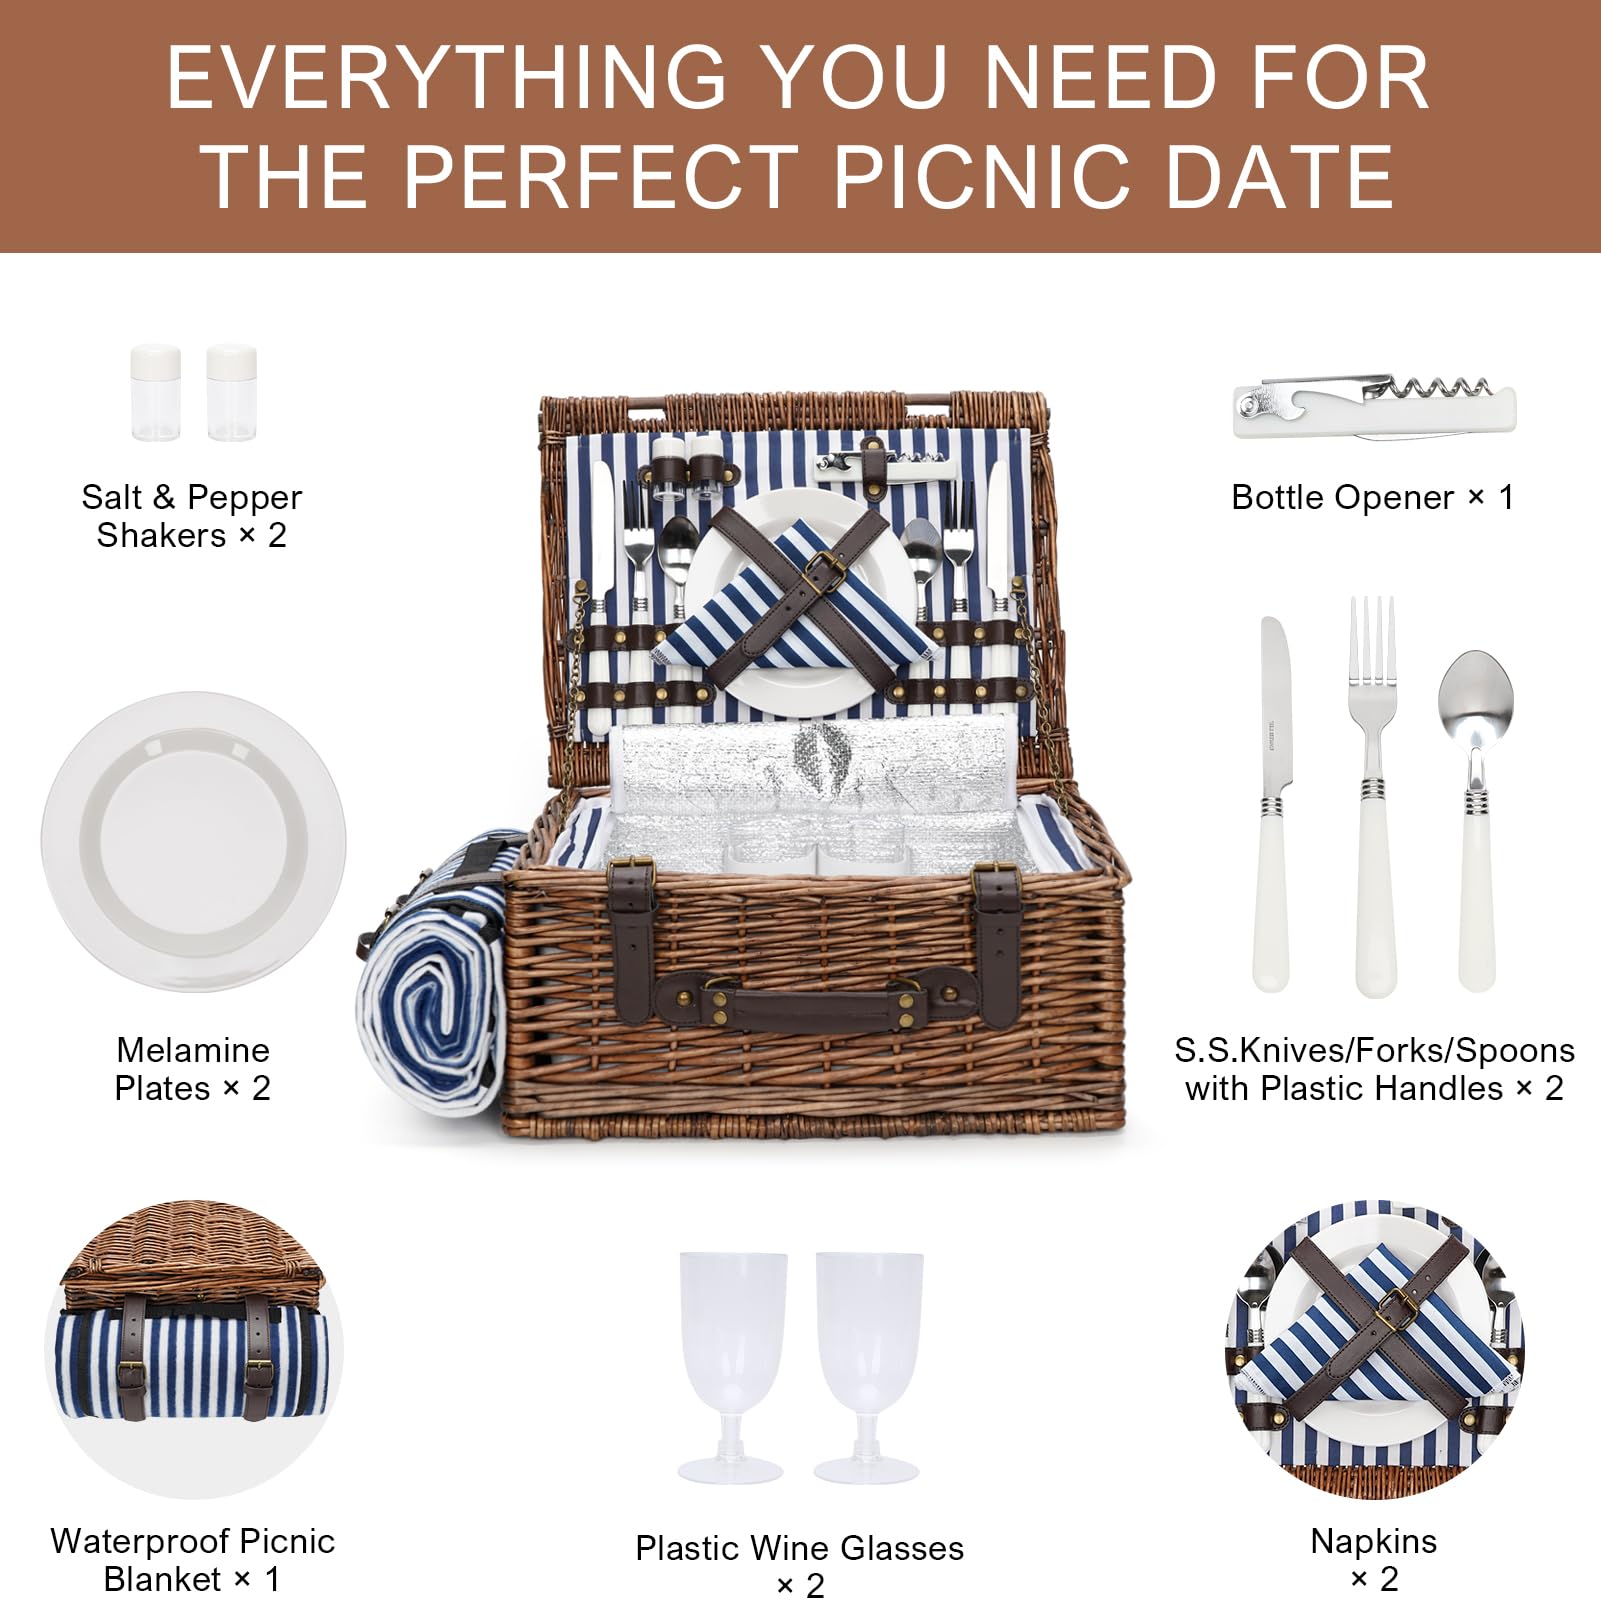 EVERYTHING YOU NEED FOR
THE PERFECT PICNIC DATE
Salt & Pepper
Shakers × 2
Bottle Opener × 1
Melamine
Plates × 2
S.S.Knives/Forks/Spoons
with Plastic Handles × 2
Waterproof Picnic
Blanket × 1
Plastic Wine Glasses
× 2
Napkins
× 2